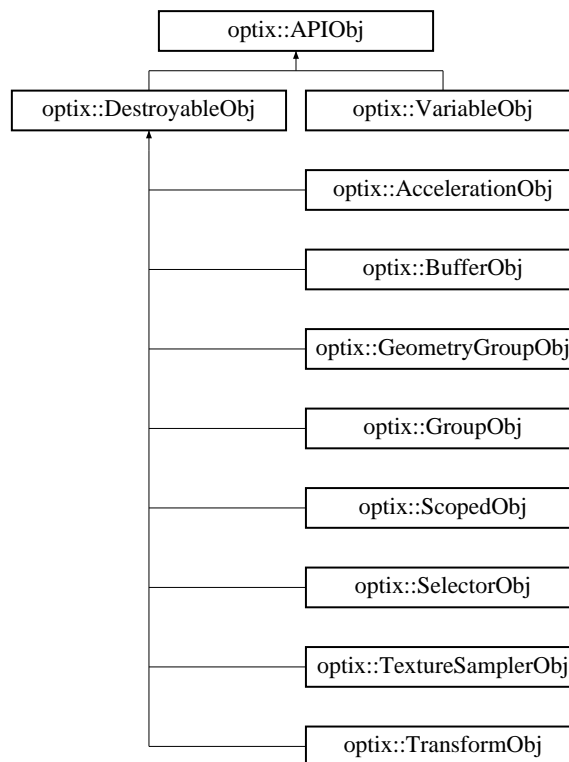 optix::APIObj
optix::DestroyableObj
optix::VariableObj
optix::AccelerationObj
optix::BufferObj
optix::GeometryGroupObj
optix::GroupObj
optix::ScopedObj
optix::SelectorObj
optix::TextureSamplerObj
optix::TransformObj